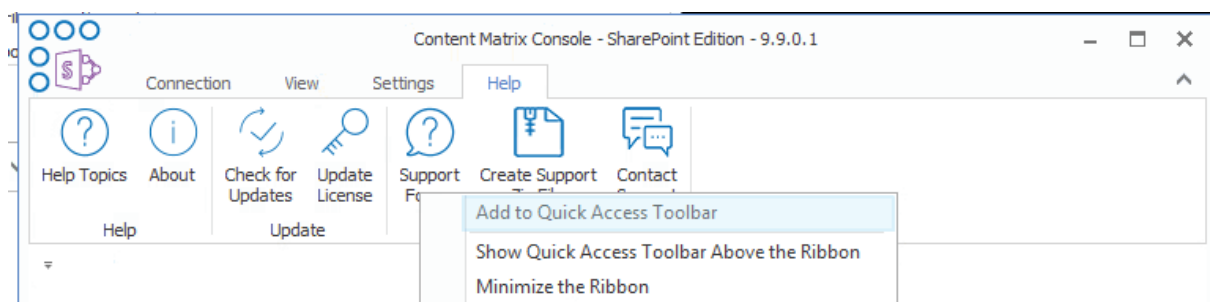 Content Matrix Console - SharePoint Edition - 9.9.0.1
Connection View Settings Help
Help Topics About Check for Update Support Create Support Contact
Updates License
Help Update
Add to Quick Access Toolbar
Show Quick Access Toolbar Above the Ribbon
Minimize the Ribbon